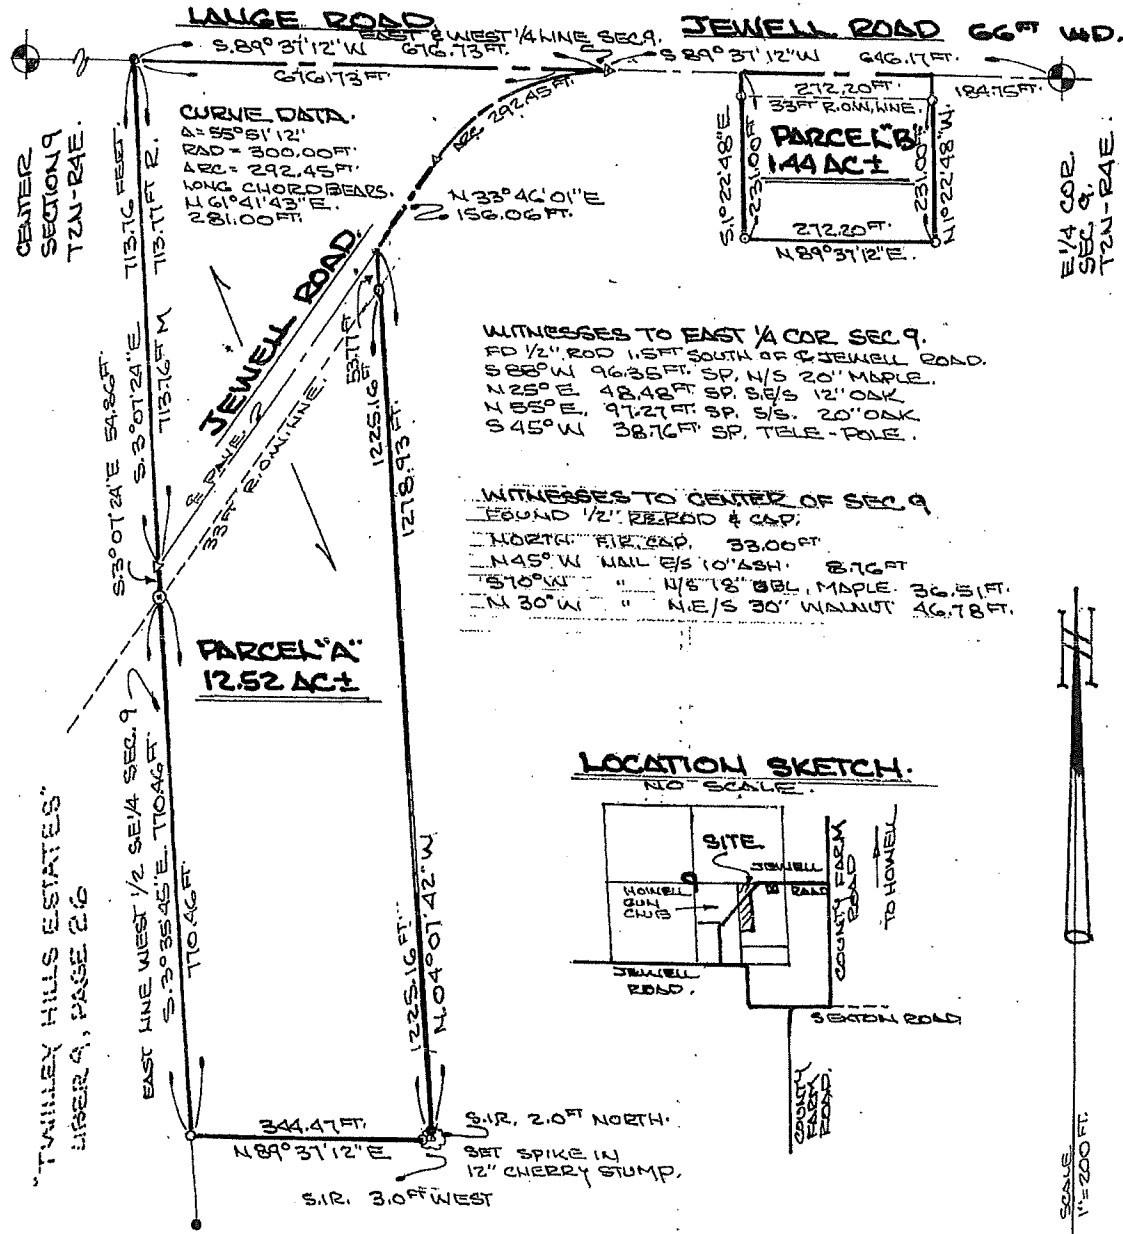 LANGE ROAD
JEWELL ROAD 66FT WD.
EAST & WEST 1/4 LINE SEC 9.
S.89°37'12"W 676.73FT.
676.73FT.
S 89°37'12"W 646.17FT.
184.75FT.
CENTER
SECTION 9
T2N-R4E.
CURVE DATA.
Δ=55°51'12"
RAD = 300.00FT.
ARC = 292.45FT.
LONG CHORD BEARS.
N 61°41'43"E.
281.00FT.
ARC 292.45FT.
N 33°46'01"E
156.06FT.
272.20FT.
33FT R.O.W. LINE.
PARCEL "B"
1.44 AC±
S.1°22'48"E
231.00FT.
231.00FT.
N.1°22'48"W.
272.20FT.
N 89°37'12"E.
E 1/4 COR.
SEC 9.
T2N-R4E.
713.76 FEET.
713.77FT R.
S.3°07'24"E
713.76FT M
S.3°07'24"E 54.86FT.
JEWELL ROAD.
℄ PAVE.
33FT R.O.W. LINE.
53.77FT.
1225.16
FT
1278.93 FT.
WITNESSES TO EAST 1/4 COR SEC. 9.
FD 1/2" ROD 1.5FT SOUTH OF ℄ JEWELL ROAD.
S 88°W 96.35FT. SP. N/S 20" MAPLE.
N 25°E 48.48FT SP. S.E/S 12" OAK
N 55°E. 97.27FT. SP. S/S. 20" OAK
S 45°W 38.76FT SP. TELE-POLE.
WITNESSES TO CENTER OF SEC. 9
FOUND 1/2" RE-ROD & CAP.
NORTH F.I.R. CAP. 33.00FT
N45°W NAIL E/S 10" ASH. 8.76FT
S70°W " N/S 18" DBL. MAPLE 36.51FT.
N 30°W " N.E/S 30" WALNUT 46.78FT.
PARCEL "A"
12.52 AC±
"TWILLEY HILLS ESTATES"
LIBER 9, PAGE 26
EAST LINE WEST 1/2 SE1/4 SEC. 9
S.3°35'45"E. 770.46FT.
770.46FT.
1225.16 FT.
N.04°07'42"W
344.47FT.
N 89°37'12"E
S.I.R. 2.0FT NORTH.
SET SPIKE IN
12" CHERRY STUMP.
S.I.R. 3.0FT WEST
LOCATION SKETCH.
NO SCALE.
SITE.
JEWELL
ROAD
HOWELL
GUN
CLUB
JEWELL
ROAD.
COUNTY FARM
ROAD
TO HOWELL
SEXTON ROAD
COUNTY
FARM
ROAD.
N
SCALE
1"=200FT.